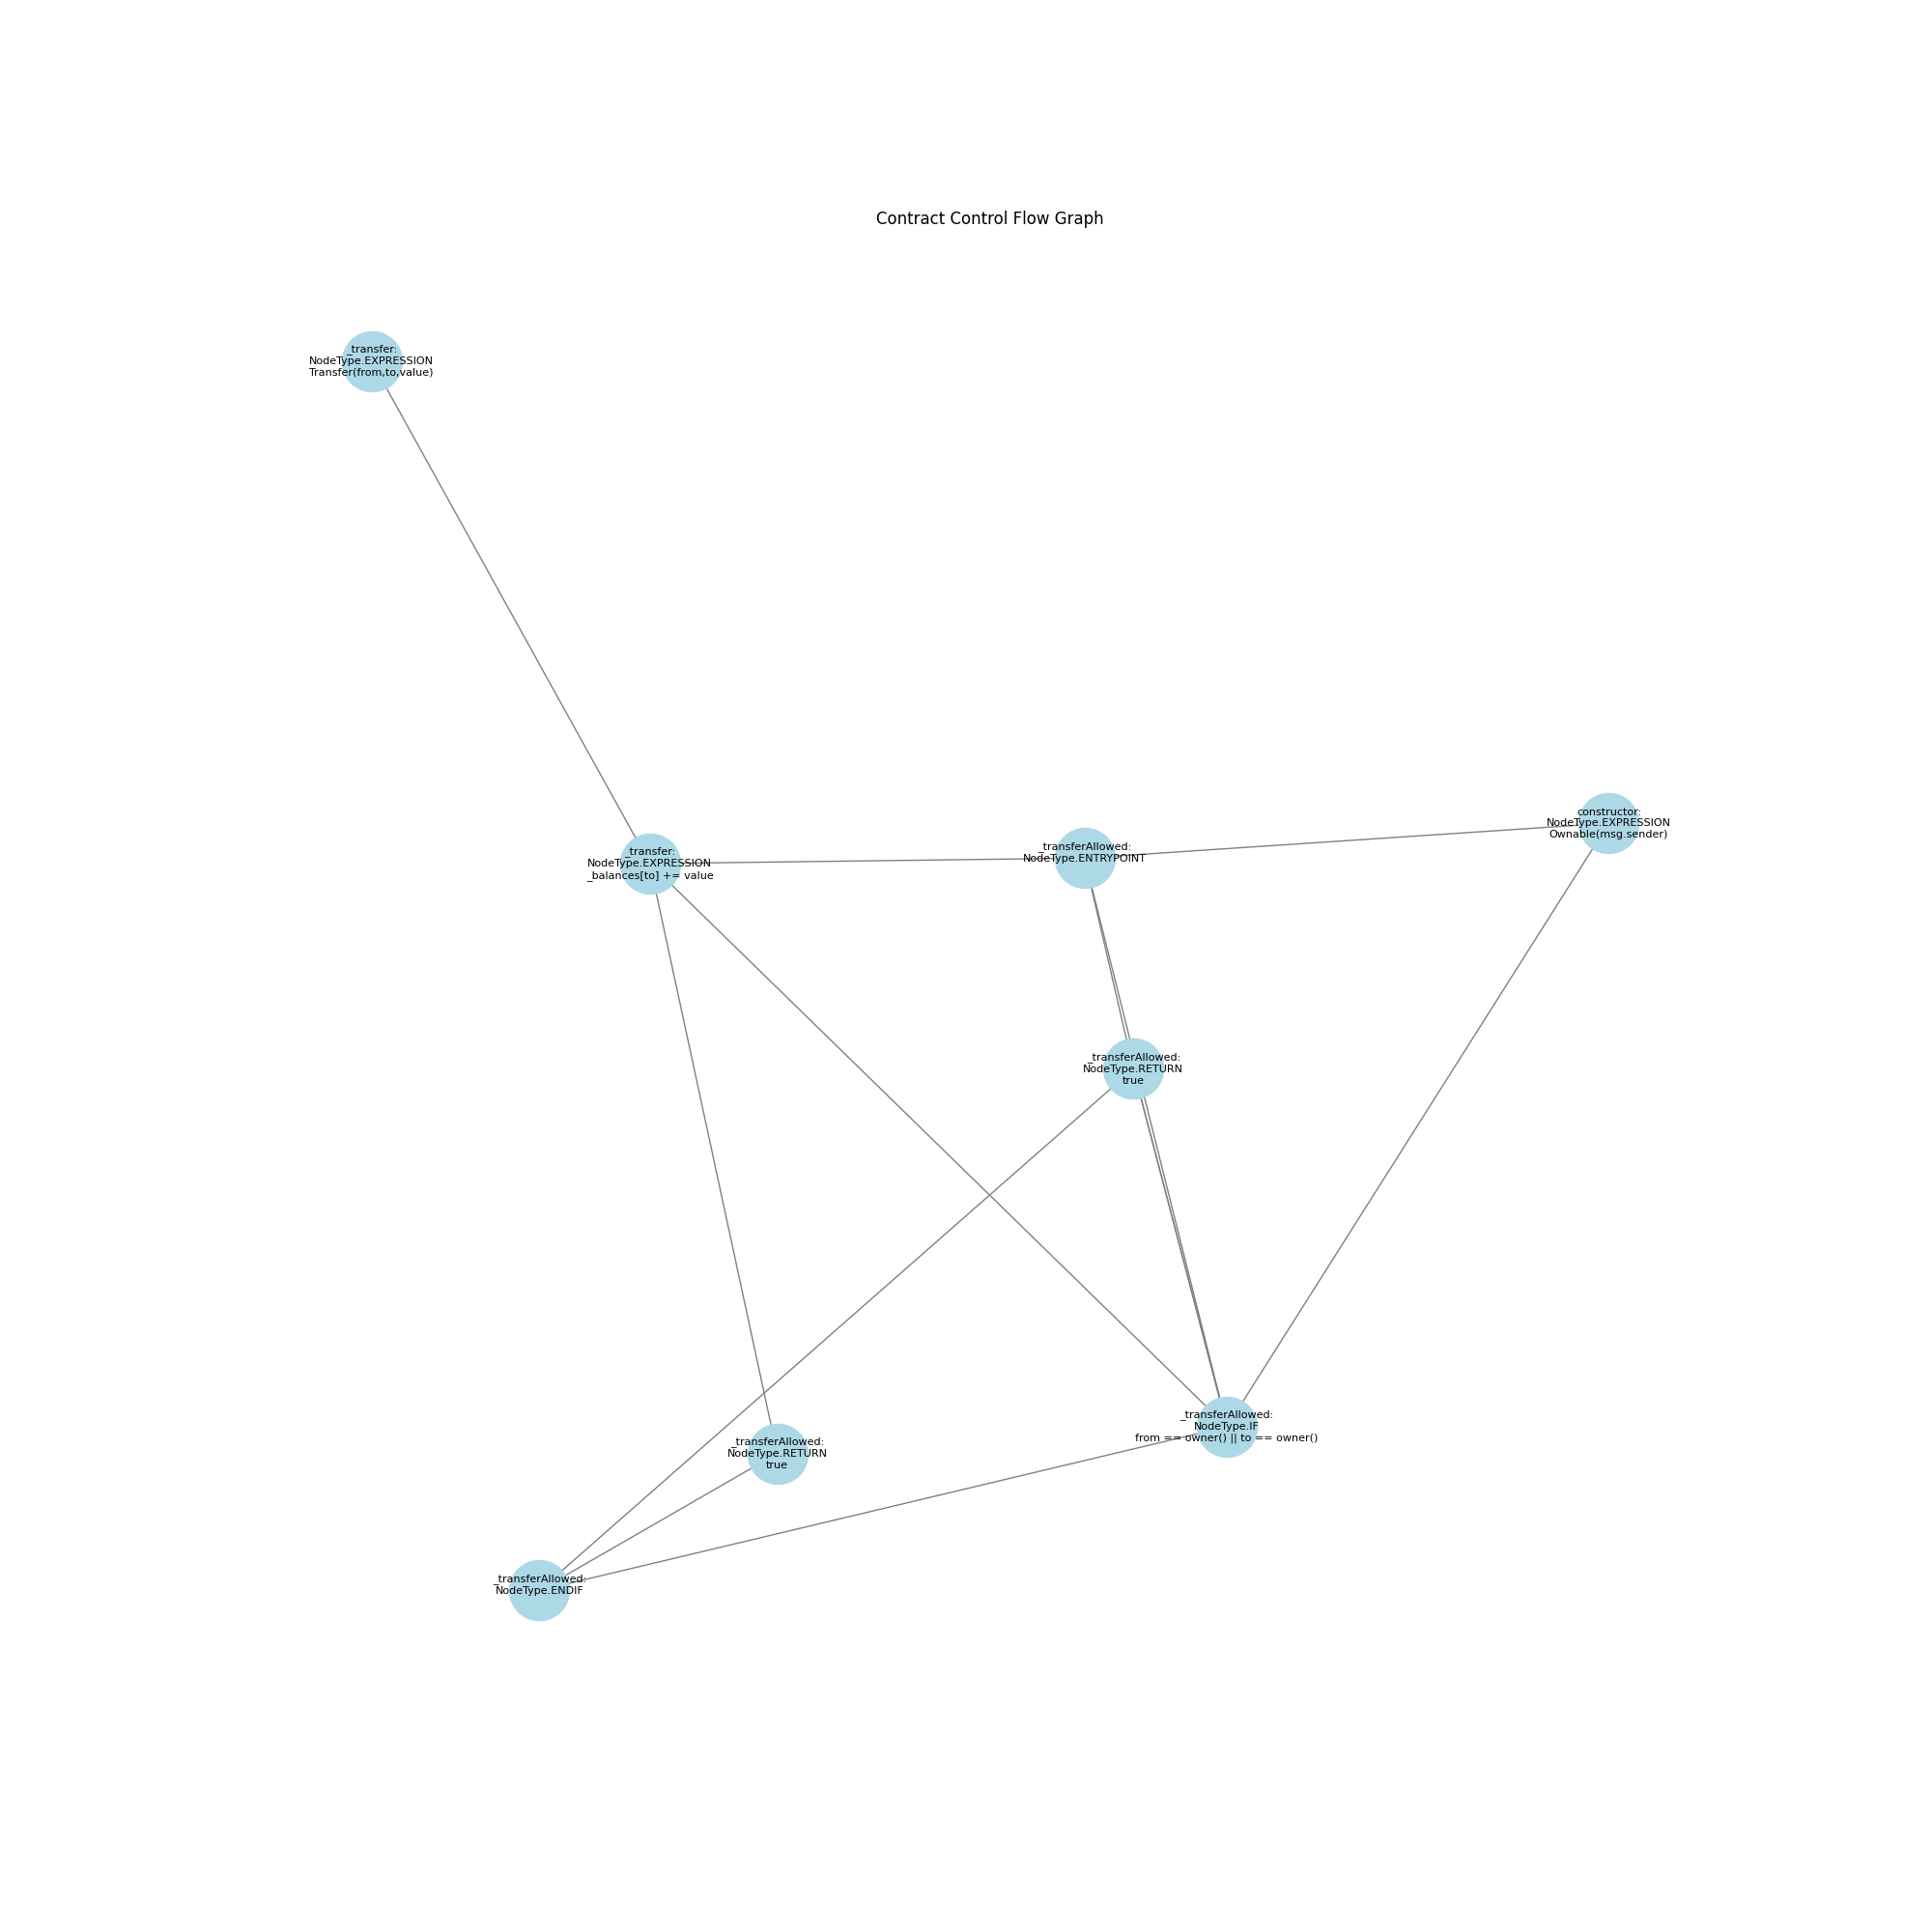 Contract Control Flow Graph
_transfer:
NodeType.EXPRESSION
Transfer(from,to,value)
constructor:
NodeType.EXPRESSION
Ownable(msg.sender)
_transfer:
NodeType.EXPRESSION
_balances[to] += value
_transferAllowed:
NodeType.ENTRYPOINT
_transferAllowed:
NodeType.RETURN
true
_transferAllowed:
NodeType.IF
from == owner() || to == owner()
_transferAllowed:
NodeType.RETURN
true
_transferAllowed:
NodeType.ENDIF